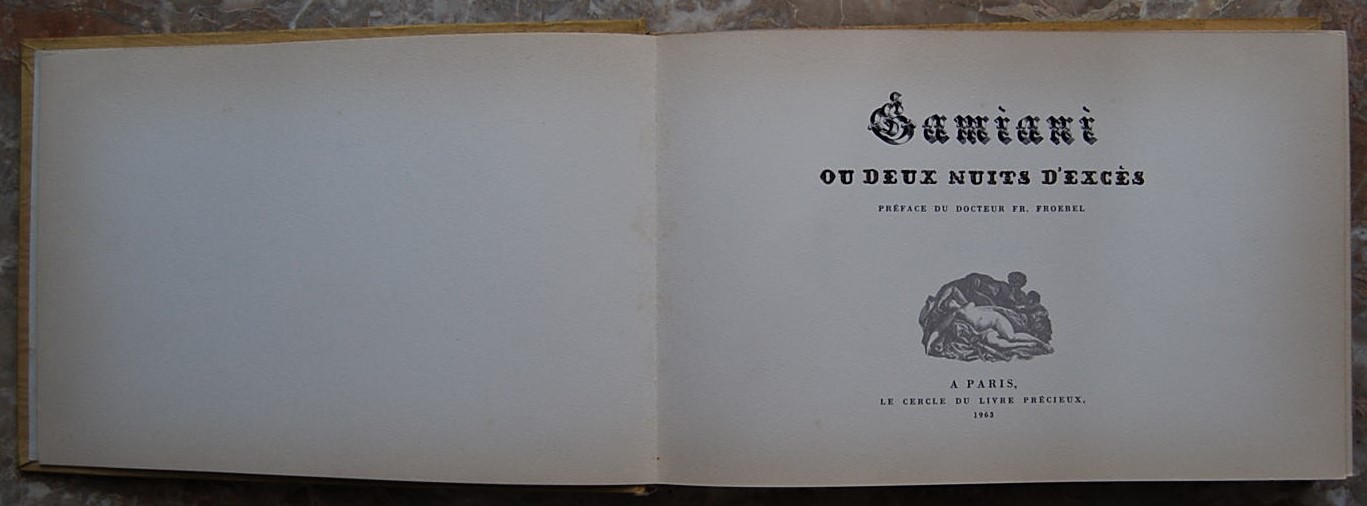 Gamiani
OU DEUX NUITS D'EXCÈS
PRÉFACE DU DOCTEUR FR. FROEBEL
A PARIS,
LE CERCLE DU LIVRE PRÉCIEUX,
1963